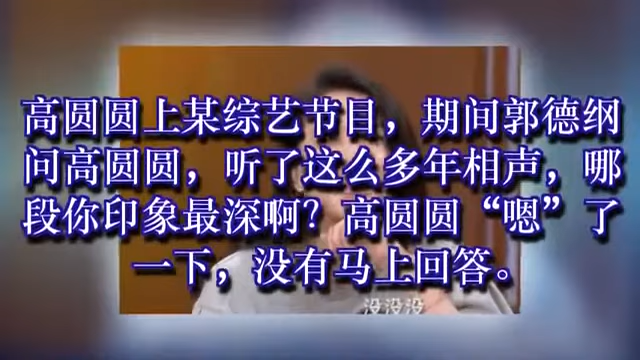 高圆圆上某综艺节目，期间郭德纲
问高圆圆，听了这么多年相声，哪
段你印象最深啊？高圆圆“嗯”了
一下，没有马上回答。
没没没